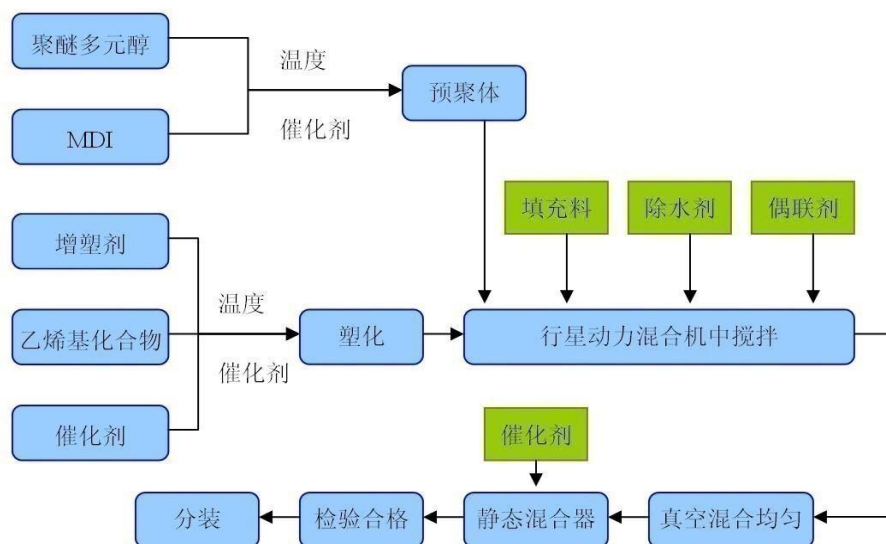 聚醚多元醇
温度
预聚体
MDI
催化剂
填充料
除水剂
偶联剂
增塑剂
温度
乙烯基化合物
塑化
行星动力混合机中搅拌
催化剂
催化剂
催化剂
分装
检验合格
静态混合器
真空混合均匀